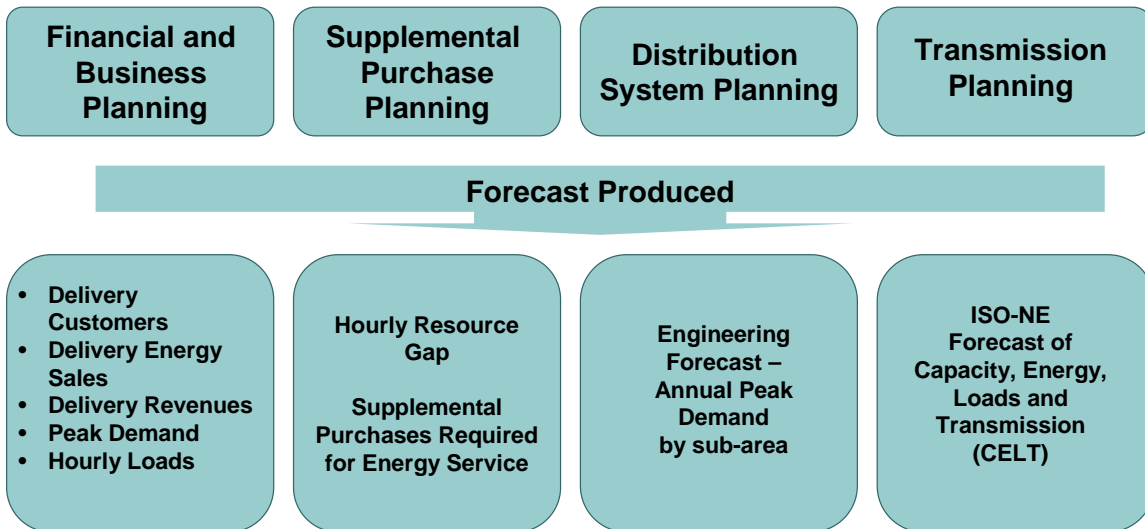 Financial and
Business
Planning
Supplemental
Purchase
Planning
Distribution
System Planning
Transmission
Planning
Forecast Produced
• Delivery
Customers
• Delivery Energy
Sales
• Delivery Revenues
• Peak Demand
• Hourly Loads
Hourly Resource
Gap
Supplemental
Purchases Required
for Energy Service
Engineering
Forecast –
Annual Peak
Demand
by sub-area
ISO-NE
Forecast of
Capacity, Energy,
Loads and
Transmission
(CELT)